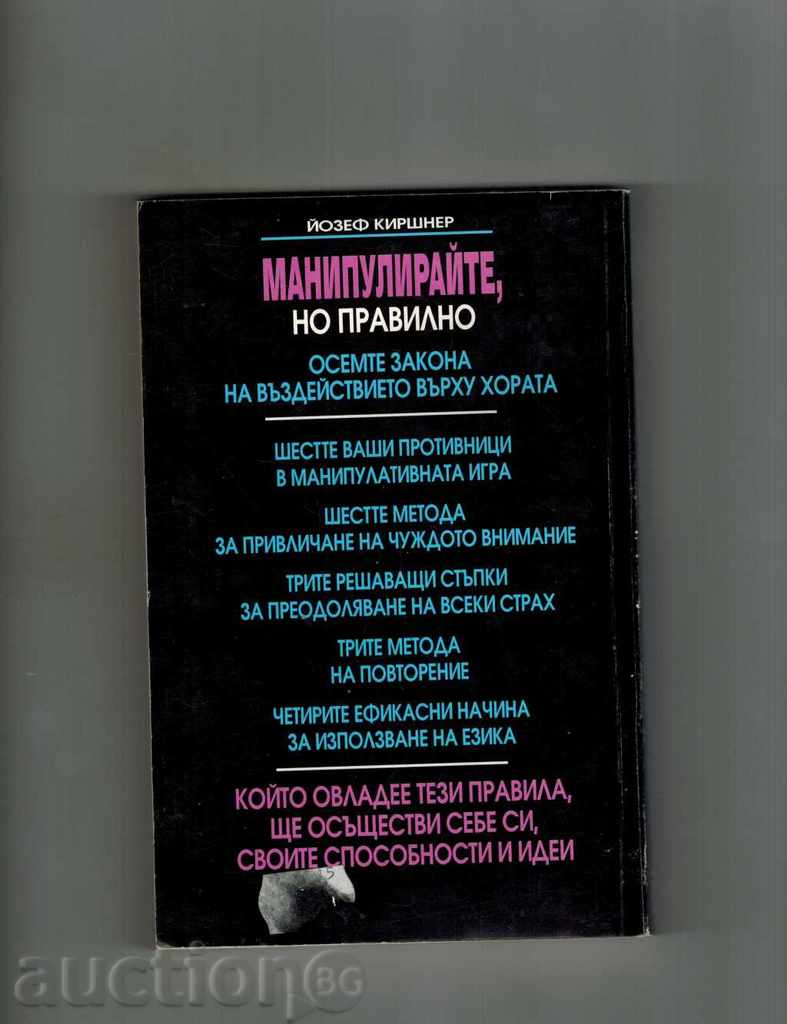 ЙОЗЕФ КИРШНЕР
МАНИПУЛИРАЙТЕ,
НО ПРАВИЛНО
ОСЕМТЕ ЗАКОНА
НА ВЪЗДЕЙСТВИЕТО ВЪРХУ ХОРАТА
ШЕСТТЕ ВАШИ ПРОТИВНИЦИ
В МАНИПУЛАТИВНАТА ИГРА
ШЕСТТЕ МЕТОДА
ЗА ПРИВЛИЧАНЕ НА ЧУЖДОТО ВНИМАНИЕ
ТРИТЕ РЕШАВАЩИ СТЪПКИ
ЗА ПРЕОДОЛЯВАНЕ НА ВСЕКИ СТРАХ
ТРИТЕ МЕТОДА
НА ПОВТОРЕНИЕ
ЧЕТИРИТЕ ЕФИКАСНИ НАЧИНА
ЗА ИЗПОЛЗВАНЕ НА ЕЗИКА
КОЙТО ОВЛАДЕЕ ТЕЗИ ПРАВИЛА,
ЩЕ ОСЪЩЕСТВИ СЕБЕ СИ,
СВОИТЕ СПОСОБНОСТИ И ИДЕИ
5
auctionBG